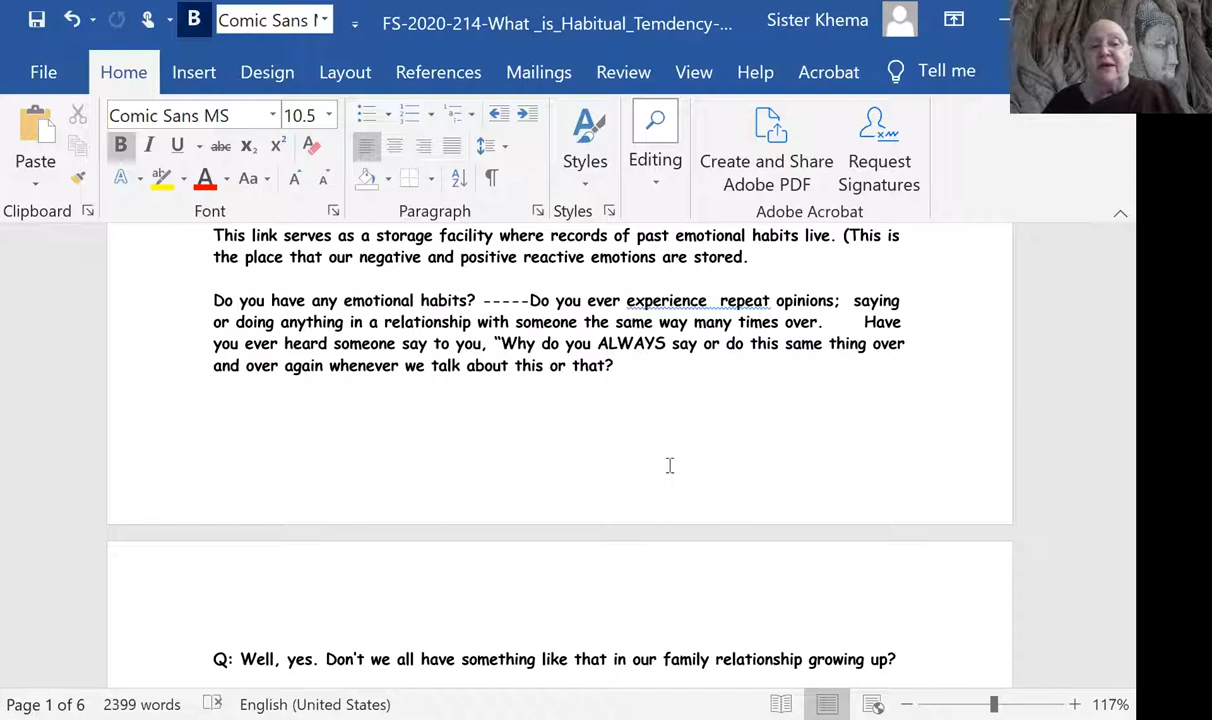 Comic Sans M
FS-2020-214-What _is_Habitual_Temdency-...
Sister Khema
File
Home
Insert
Design
Layout
References
Mailings
Review
View
Help
Acrobat
Tell me
Paste
Clipboard
Comic Sans MS
10.5
B I U abc X₂ X²
A ab A Aa A A
Font
Paragraph
Styles
Styles
Editing
Create and Share
Adobe PDF
Request
Signatures
Adobe Acrobat
This link serves as a storage facility where records of past emotional habits live. (This is
the place that our negative and positive reactive emotions are stored.
Do you have any emotional habits? -----Do you ever experience repeat opinions; saying
or doing anything in a relationship with someone the same way many times over. Have
you ever heard someone say to you, “Why do you ALWAYS say or do this same thing over
and over again whenever we talk about this or that?
Q: Well, yes. Don't we all have something like that in our family relationship growing up?
Page 1 of 6
2399 words
English (United States)
117%